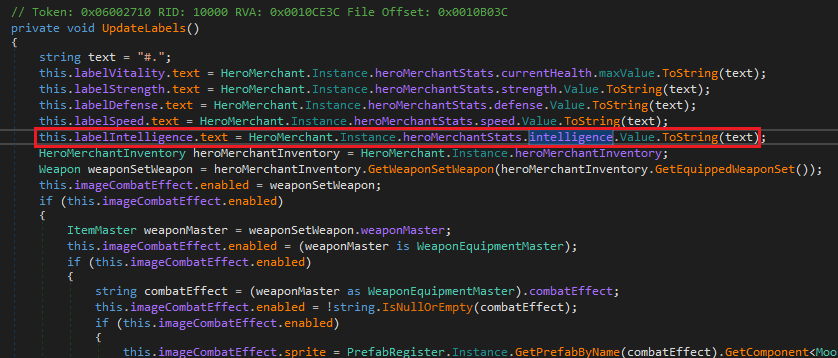 // Token: 0x06002710 RID: 10000 RVA: 0x0010CE3C File Offset: 0x0010B03C
private void UpdateLabels()
{
string text = "#.";
this.labelVitality.text = HeroMerchant.Instance.heroMerchantStats.currentHealth.maxValue.ToString(text);
this.labelStrength.text = HeroMerchant.Instance.heroMerchantStats.strength.Value.ToString(text);
this.labelDefense.text = HeroMerchant.Instance.heroMerchantStats.defense.Value.ToString(text);
this.labelSpeed.text = HeroMerchant.Instance.heroMerchantStats.speed.Value.ToString(text);
this.labelIntelligence.text = HeroMerchant.Instance.heroMerchantStats.intelligence.Value.ToString(text);
HeroMerchantInventory heroMerchantInventory = HeroMerchant.Instance.heroMerchantInventory;
Weapon weaponSetWeapon = heroMerchantInventory.GetWeaponSetWeapon(heroMerchantInventory.GetEquippedWeaponSet());
this.imageCombatEffect.enabled = weaponSetWeapon;
if (this.imageCombatEffect.enabled)
{
ItemMaster weaponMaster = weaponSetWeapon.weaponMaster;
this.imageCombatEffect.enabled = (weaponMaster is WeaponEquipmentMaster);
if (this.imageCombatEffect.enabled)
{
string combatEffect = (weaponMaster as WeaponEquipmentMaster).combatEffect;
this.imageCombatEffect.enabled = !string.IsNullOrEmpty(combatEffect);
if (this.imageCombatEffect.enabled)
{
this.imageCombatEffect.sprite = PrefabRegister.Instance.GetPrefabByName(combatEffect).GetComponent<Mo